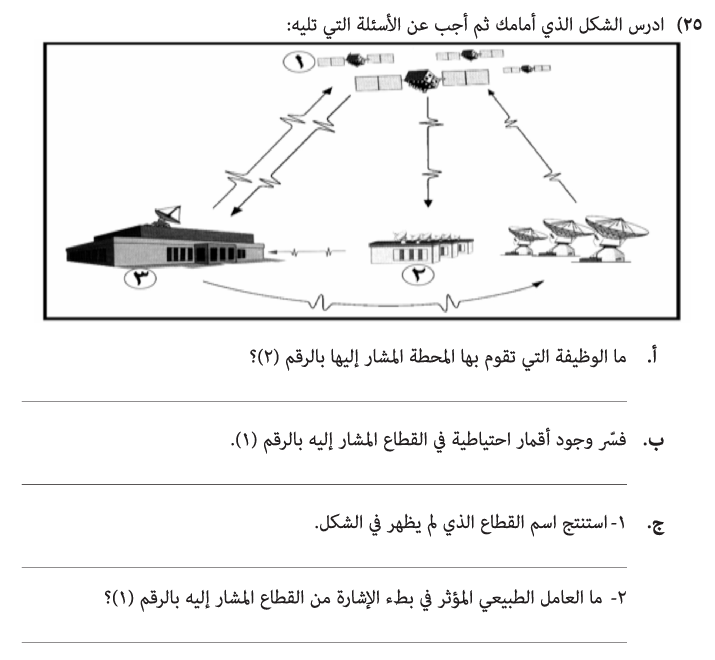 ٢٥) ادرس الشكل الذي أمامك ثم أجب عن الأسئلة التي تليه:
١
٢
٣
أ. ما الوظيفة التي تقوم بها المحطة المشار إليها بالرقم (٢)؟
ب. فسّر وجود أقمار احتياطية في القطاع المشار إليه بالرقم (١).
ج. ١- استنتج اسم القطاع الذي لم يظهر في الشكل.
٢- ما العامل الطبيعي المؤثر في بطء الإشارة من القطاع المشار إليه بالرقم (١)؟